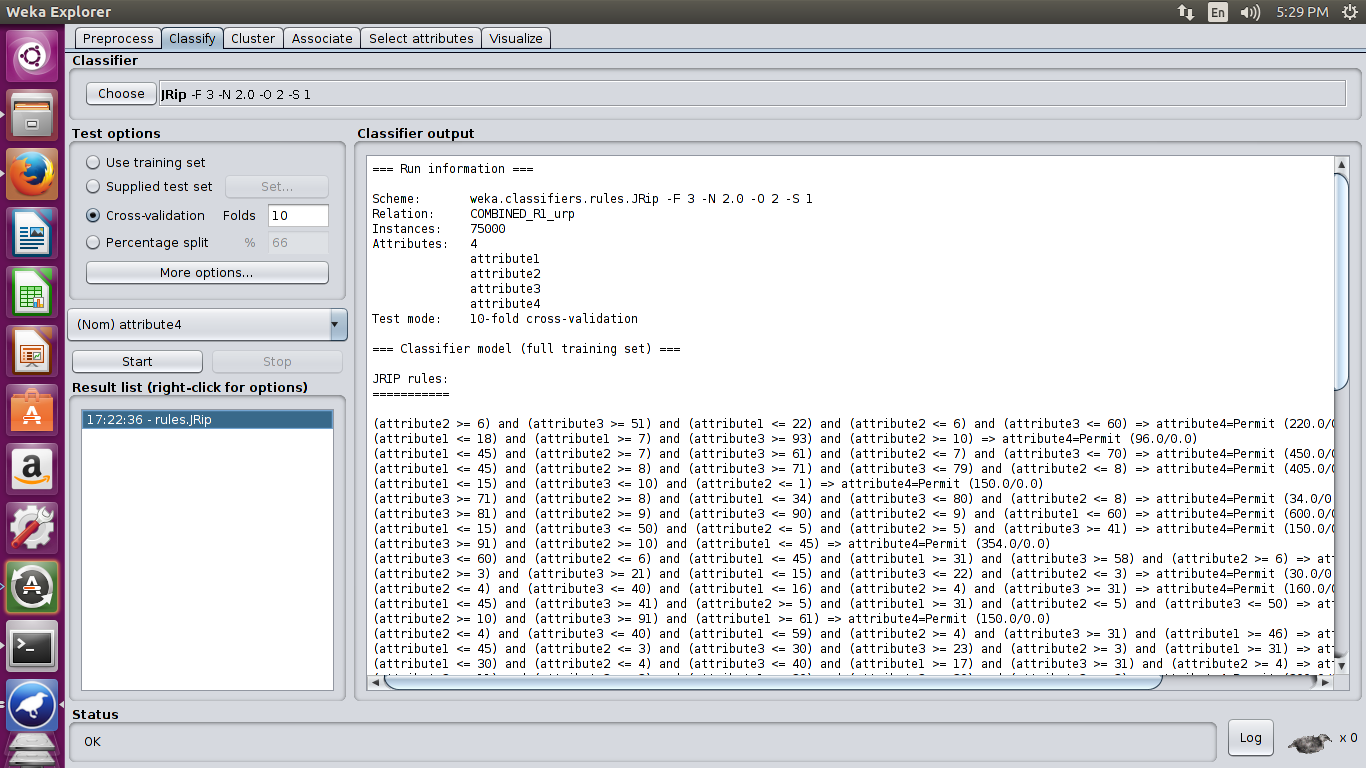 Weka Explorer
En
5:29 PM
Preprocess Classify Cluster Associate Select attributes Visualize
Classifier
Choose
JRip -F 3 -N 2.0 -O 2 -S 1
Test options
Use training set
Supplied test set Set...
Cross-validation Folds 10
Percentage split % 66
More options...
(Nom) attribute4
Start Stop
Result list (right-click for options)
17:22:36 - rules.JRip
Classifier output
=== Run information ===
Scheme: weka.classifiers.rules.JRip -F 3 -N 2.0 -O 2 -S 1
Relation: COMBINED_R1_urp
Instances: 75000
Attributes: 4
attribute1
attribute2
attribute3
attribute4
Test mode: 10-fold cross-validation
=== Classifier model (full training set) ===
JRIP rules:
===========
(attribute2 >= 6) and (attribute3 >= 51) and (attribute1 <= 22) and (attribute2 <= 6) and (attribute3 <= 60) => attribute4=Permit (220.0/
(attribute1 <= 18) and (attribute1 >= 7) and (attribute3 >= 93) and (attribute2 >= 10) => attribute4=Permit (96.0/0.0)
(attribute1 <= 45) and (attribute2 >= 7) and (attribute3 >= 61) and (attribute2 <= 7) and (attribute3 <= 70) => attribute4=Permit (450.0/
(attribute1 <= 45) and (attribute2 >= 8) and (attribute3 >= 71) and (attribute3 <= 79) and (attribute2 <= 8) => attribute4=Permit (405.0/
(attribute1 <= 15) and (attribute3 <= 10) and (attribute2 <= 1) => attribute4=Permit (150.0/0.0)
(attribute3 >= 71) and (attribute2 >= 8) and (attribute1 <= 34) and (attribute3 <= 80) and (attribute2 <= 8) => attribute4=Permit (34.0/0
(attribute3 >= 81) and (attribute2 >= 9) and (attribute3 <= 90) and (attribute2 <= 9) and (attribute1 <= 60) => attribute4=Permit (600.0/
(attribute1 <= 15) and (attribute3 <= 50) and (attribute2 <= 5) and (attribute2 >= 5) and (attribute3 >= 41) => attribute4=Permit (150.0/
(attribute3 >= 91) and (attribute2 >= 10) and (attribute1 <= 45) => attribute4=Permit (354.0/0.0)
(attribute3 <= 60) and (attribute2 <= 6) and (attribute1 <= 45) and (attribute1 >= 31) and (attribute3 >= 58) and (attribute2 >= 6) => at
(attribute2 >= 3) and (attribute3 >= 21) and (attribute1 <= 15) and (attribute3 <= 22) and (attribute2 <= 3) => attribute4=Permit (30.0/0
(attribute2 <= 4) and (attribute3 <= 40) and (attribute1 <= 16) and (attribute2 >= 4) and (attribute3 >= 31) => attribute4=Permit (160.0/
(attribute1 <= 45) and (attribute3 >= 41) and (attribute2 >= 5) and (attribute1 >= 31) and (attribute2 <= 5) and (attribute3 <= 50) => at
(attribute2 >= 10) and (attribute3 >= 91) and (attribute1 >= 61) => attribute4=Permit (150.0/0.0)
(attribute2 <= 4) and (attribute3 <= 40) and (attribute1 <= 59) and (attribute2 >= 4) and (attribute3 >= 31) and (attribute1 >= 46) => at
(attribute1 <= 45) and (attribute2 <= 3) and (attribute3 <= 30) and (attribute3 >= 23) and (attribute2 >= 3) and (attribute1 >= 31) => at
(attribute1 <= 30) and (attribute2 <= 4) and (attribute3 <= 40) and (attribute1 >= 17) and (attribute3 >= 31) and (attribute2 >= 4) => at
Status
OK
Log
x 0